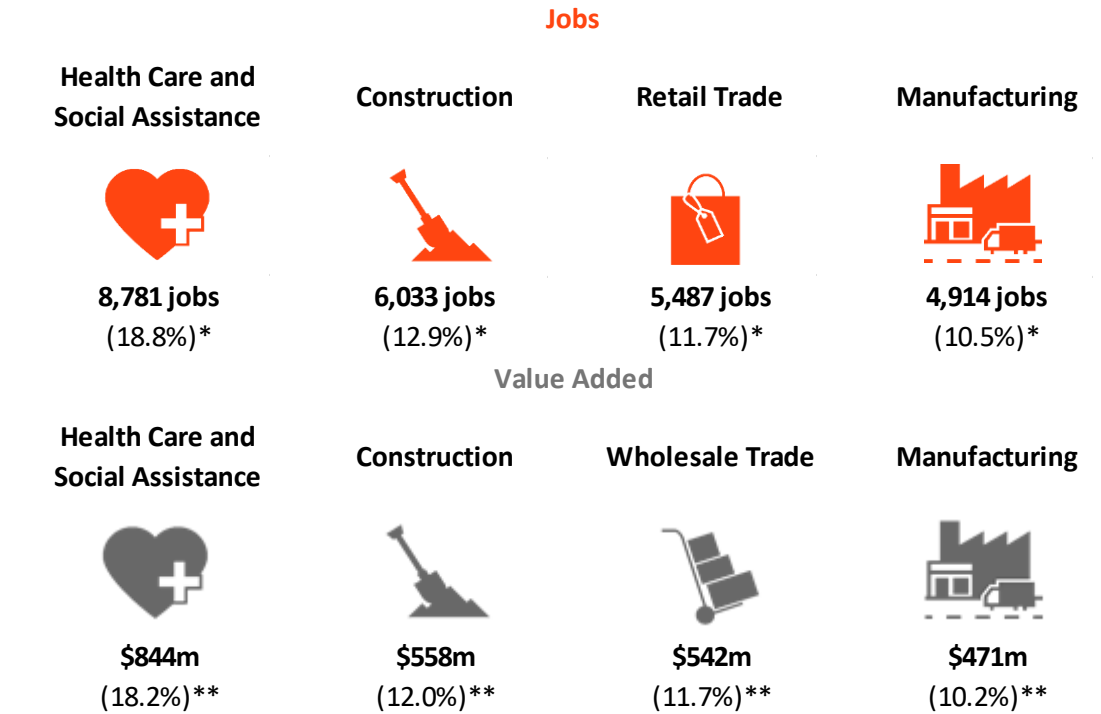 Jobs
Health Care and
Social Assistance
Construction
Retail Trade
Manufacturing
8,781 jobs
(18.8%)*
6,033 jobs
(12.9%)*
5,487 jobs
(11.7%)*
4,914 jobs
(10.5%)*
Value Added
Health Care and
Social Assistance
Construction
Wholesale Trade
Manufacturing
$844m
(18.2%)**
$558m
(12.0%)**
$542m
(11.7%)**
$471m
(10.2%)**